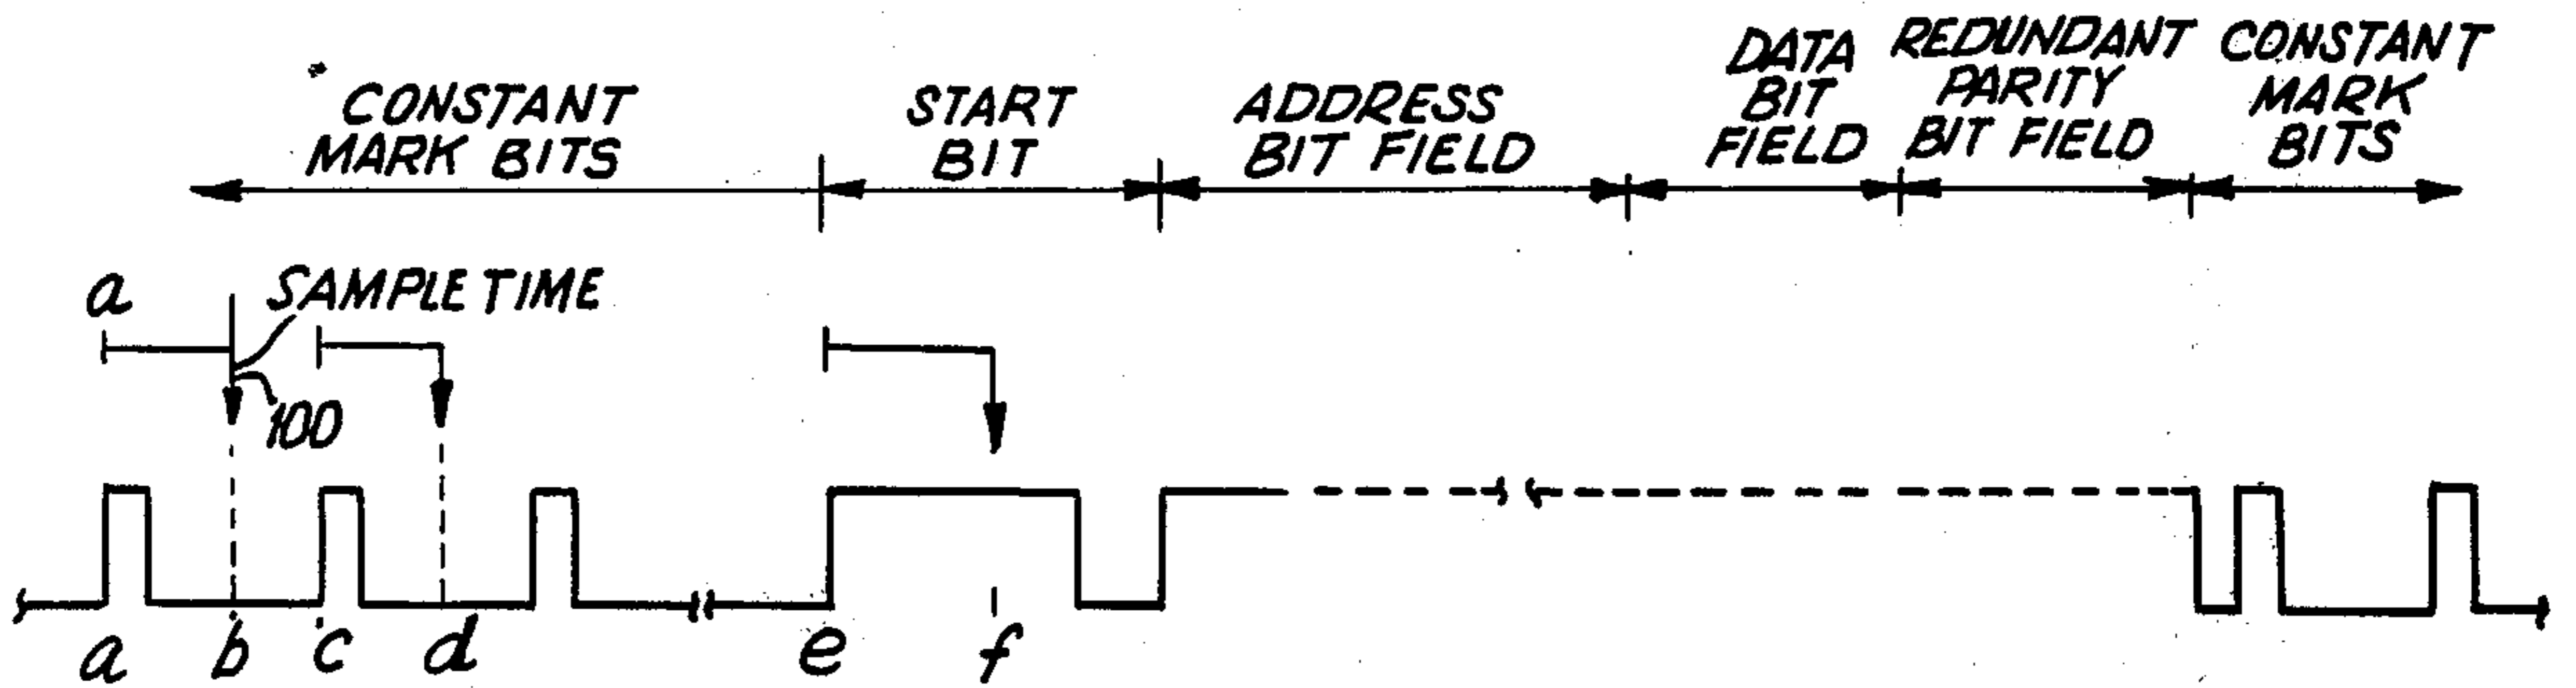 CONSTANT
MARK BITS
START
BIT
ADDRESS
BIT FIELD
DATA
BIT
FIELD
REDUNDANT
PARITY
BIT FIELD
CONSTANT
MARK
BITS
a
SAMPLE TIME
100
a
b
c
d
e
f